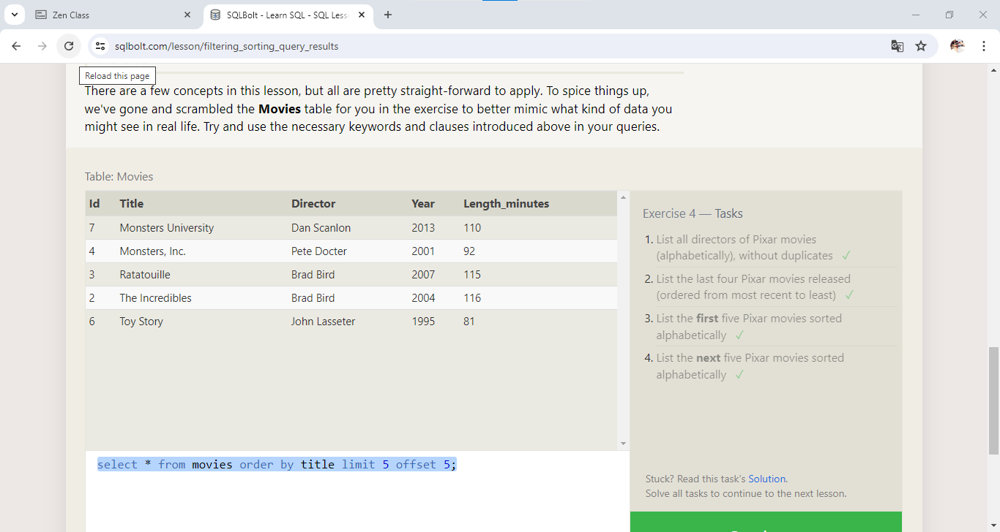 Zen Class
SQLBolt - Learn SQL - SQL Less
sqlbolt.com/lesson/filtering_sorting_query_results
Reload this page
There are a few concepts in this lesson, but all are pretty straight-forward to apply. To spice things up,
we've gone and scrambled the Movies table for you in the exercise to better mimic what kind of data you
might see in real life. Try and use the necessary keywords and clauses introduced above in your queries.
Table: Movies
Id Title Director Year Length_minutes
7 Monsters University Dan Scanlon 2013 110
4 Monsters, Inc. Pete Docter 2001 92
3 Ratatouille Brad Bird 2007 115
2 The Incredibles Brad Bird 2004 116
6 Toy Story John Lasseter 1995 81
select * from movies order by title limit 5 offset 5;
Exercise 4 — Tasks
1. List all directors of Pixar movies
(alphabetically), without duplicates ✓
2. List the last four Pixar movies released
(ordered from most recent to least) ✓
3. List the first five Pixar movies sorted
alphabetically ✓
4. List the next five Pixar movies sorted
alphabetically ✓
Stuck? Read this task's Solution.
Solve all tasks to continue to the next lesson.